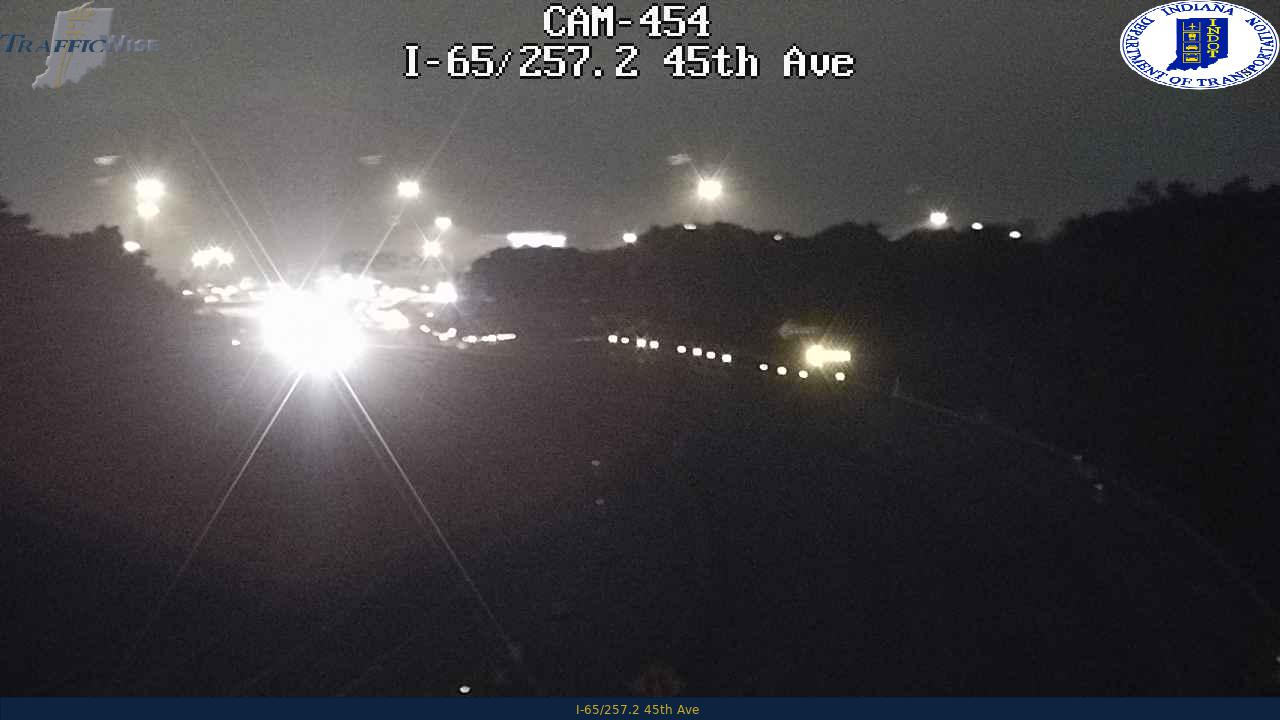 CAM-454
I-65/257.2 45th Ave
TRAFFICWISE
INDIANA
DEPARTMENT OF TRANSPORTATION
INDOT
I-65/257.2 45th Ave